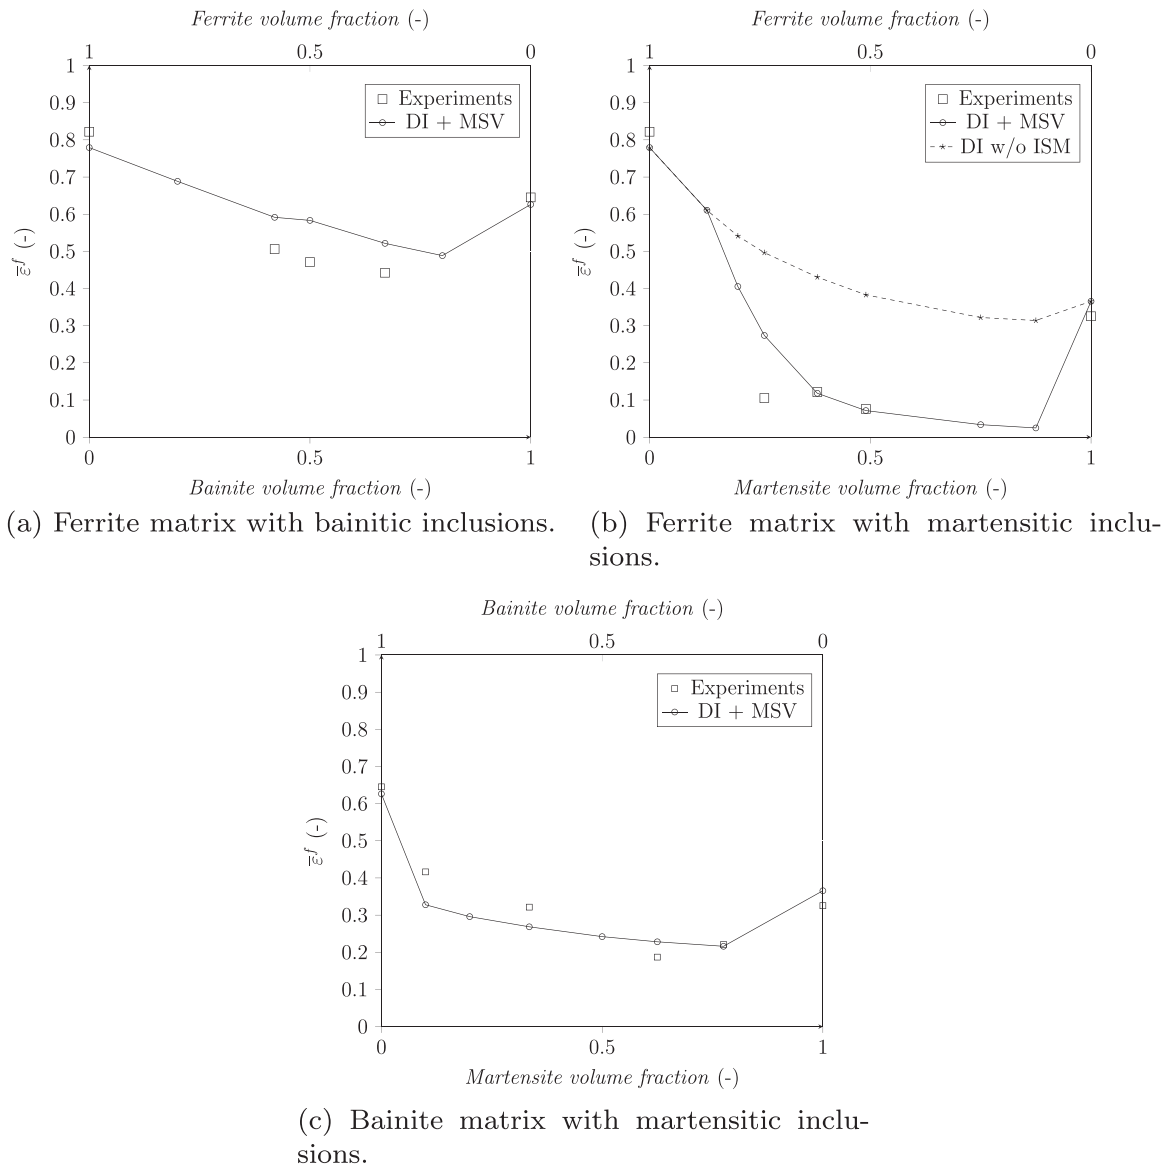 Ferrite volume fraction (-)
1 0.5 0
1
0.9
0.8
0.7
0.6
0.5
0.4
0.3
0.2
0.1
0
ε̅ᶠ (-)
Experiments
DI + MSV
0 0.5 1
Bainite volume fraction (-)
(a) Ferrite matrix with bainitic inclusions.
Ferrite volume fraction (-)
1 0.5 0
1
0.9
0.8
0.7
0.6
0.5
0.4
0.3
0.2
0.1
0
ε̅ᶠ (-)
Experiments
DI + MSV
DI w/o ISM
0 0.5 1
Martensite volume fraction (-)
(b) Ferrite matrix with martensitic inclu-
sions.
Bainite volume fraction (-)
1 0.5 0
1
0.9
0.8
0.7
0.6
0.5
0.4
0.3
0.2
0.1
0
ε̅ᶠ (-)
Experiments
DI + MSV
0 0.5 1
Martensite volume fraction (-)
(c) Bainite matrix with martensitic inclu-
sions.